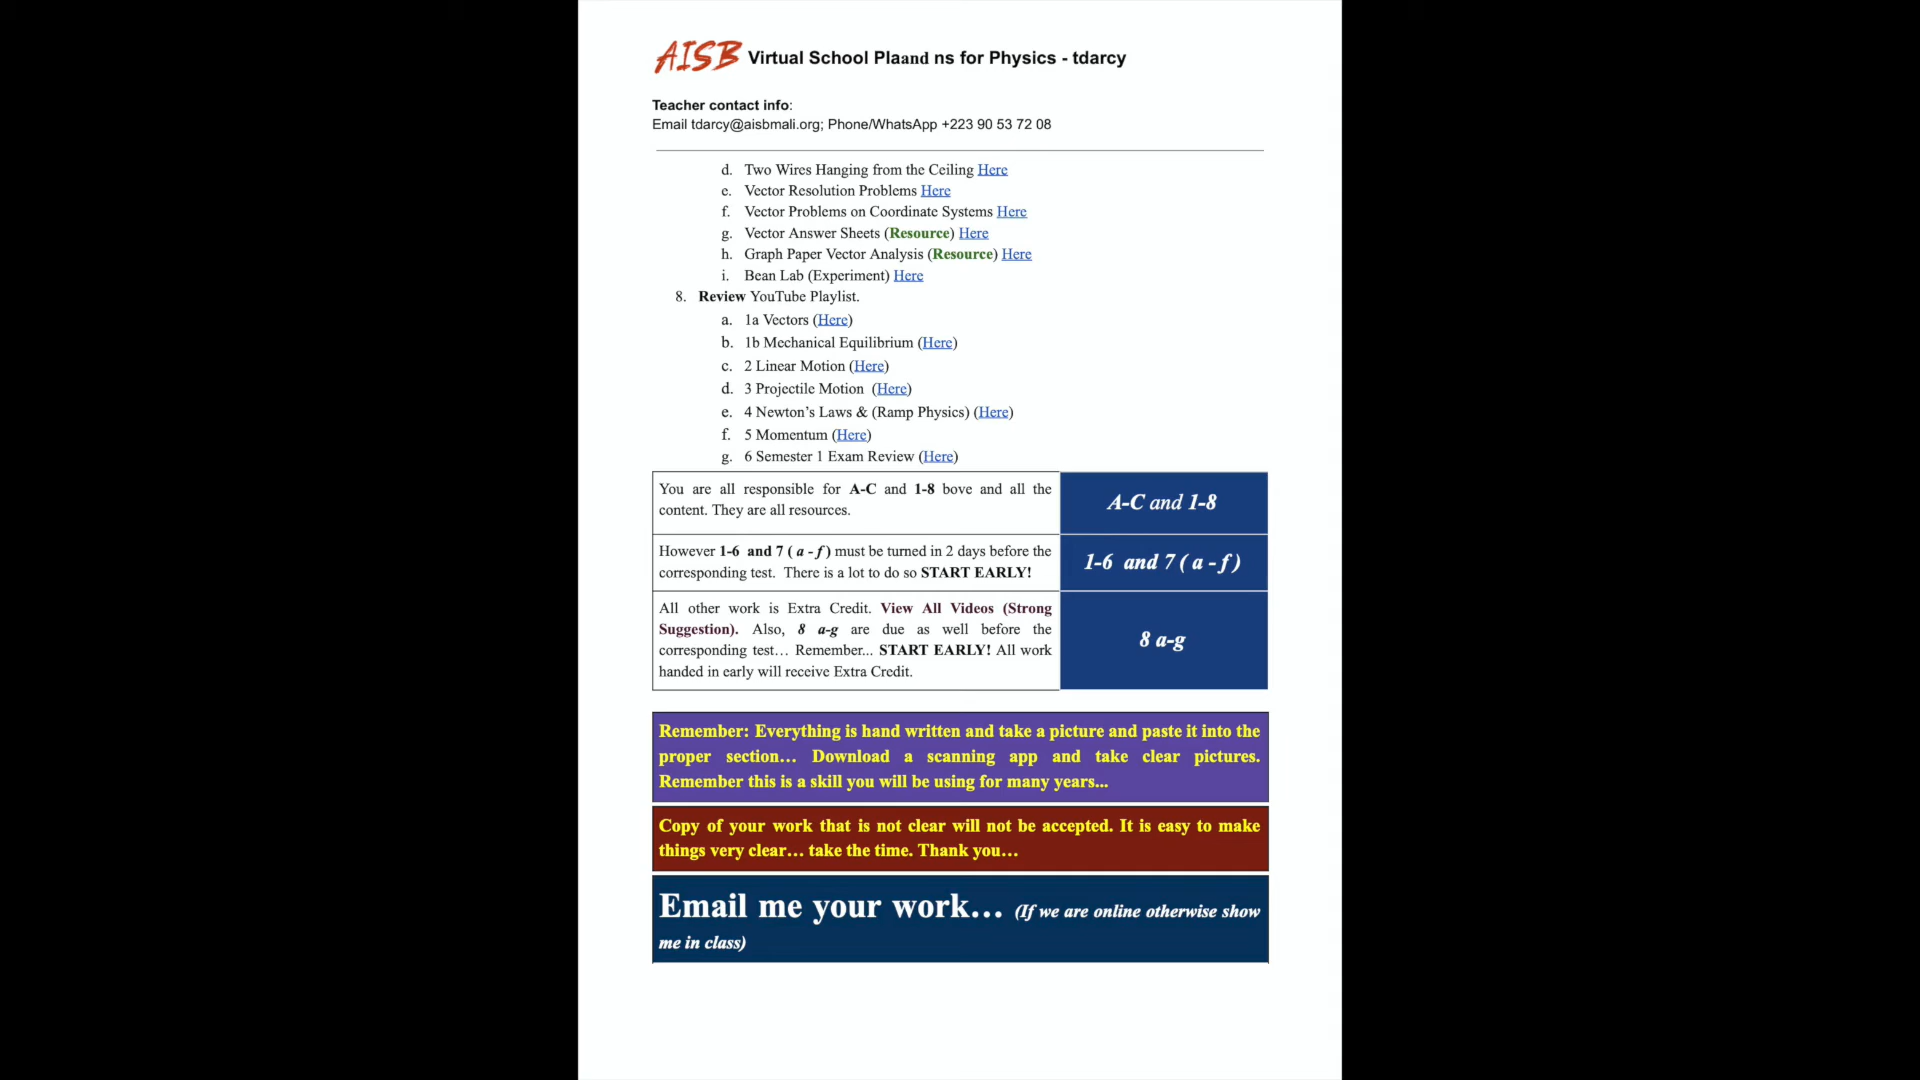 AISB Virtual School Plaand ns for Physics - tdarcy
Teacher contact info:
Email tdarcy@aisbmali.org; Phone/WhatsApp +223 90 53 72 08
d. Two Wires Hanging from the Ceiling Here
e. Vector Resolution Problems Here
f. Vector Problems on Coordinate Systems Here
g. Vector Answer Sheets (Resource) Here
h. Graph Paper Vector Analysis (Resource) Here
i. Bean Lab (Experiment) Here
8. Review YouTube Playlist.
a. 1a Vectors (Here)
b. 1b Mechanical Equilibrium (Here)
c. 2 Linear Motion (Here)
d. 3 Projectile Motion (Here)
e. 4 Newton's Laws & (Ramp Physics) (Here)
f. 5 Momentum (Here)
g. 6 Semester 1 Exam Review (Here)
You are all responsible for A-C and 1-8 bove and all the
content. They are all resources.
A-C and 1-8
However 1-6 and 7 ( a - f ) must be turned in 2 days before the
corresponding test. There is a lot to do so START EARLY!
1-6 and 7 ( a - f )
All other work is Extra Credit. View All Videos (Strong
Suggestion). Also, 8 a-g are due as well before the
corresponding test… Remember... START EARLY! All work
handed in early will receive Extra Credit.
8 a-g
Remember: Everything is hand written and take a picture and paste it into the
proper section… Download a scanning app and take clear pictures.
Remember this is a skill you will be using for many years...
Copy of your work that is not clear will not be accepted. It is easy to make
things very clear… take the time. Thank you…
Email me your work… (If we are online otherwise show
me in class)